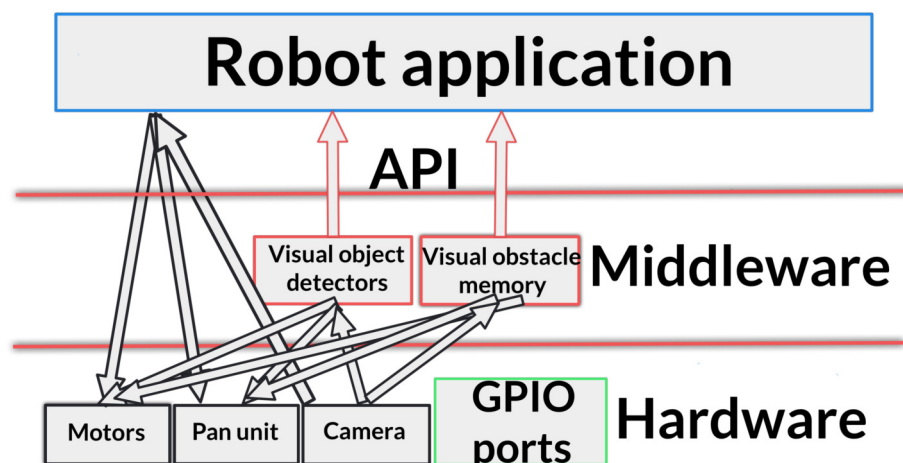 Robot application
API
Visual object
detectors
Visual obstacle
memory
Middleware
Motors
Pan unit
Camera
GPIO
ports
Hardware